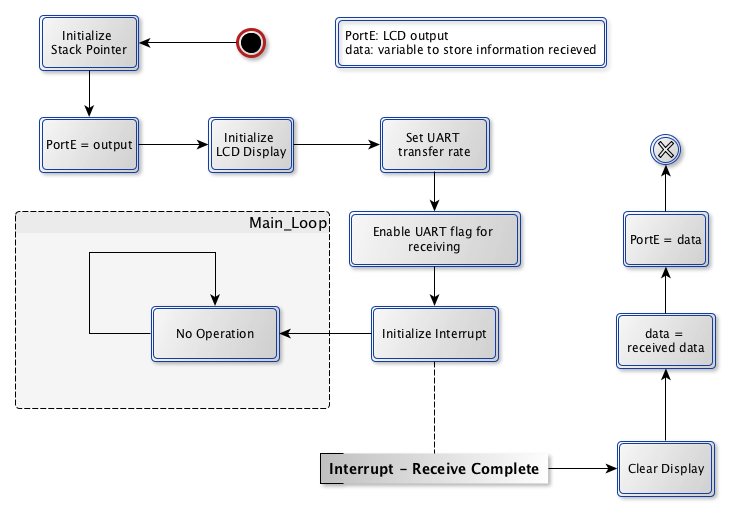 Initialize
Stack Pointer
PortE: LCD output
data: variable to store information recieved
PortE = output
Initialize
LCD Display
Set UART
transfer rate
Main_Loop
Enable UART flag for
receiving
PortE = data
No Operation
Initialize Interrupt
data =
received data
Interrupt - Receive Complete
Clear Display